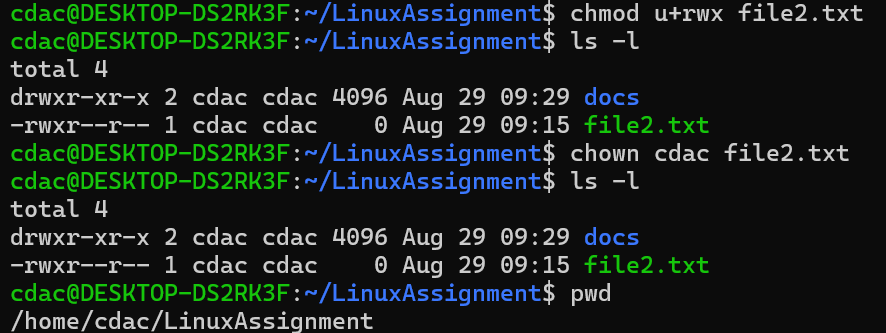 cdac@DESKTOP-DS2RK3F:~/LinuxAssignment$ chmod u+rwx file2.txt
cdac@DESKTOP-DS2RK3F:~/LinuxAssignment$ ls -l
total 4
drwxr-xr-x 2 cdac cdac 4096 Aug 29 09:29 docs
-rwxr--r-- 1 cdac cdac    0 Aug 29 09:15 file2.txt
cdac@DESKTOP-DS2RK3F:~/LinuxAssignment$ chown cdac file2.txt
cdac@DESKTOP-DS2RK3F:~/LinuxAssignment$ ls -l
total 4
drwxr-xr-x 2 cdac cdac 4096 Aug 29 09:29 docs
-rwxr--r-- 1 cdac cdac    0 Aug 29 09:15 file2.txt
cdac@DESKTOP-DS2RK3F:~/LinuxAssignment$ pwd
/home/cdac/LinuxAssignment